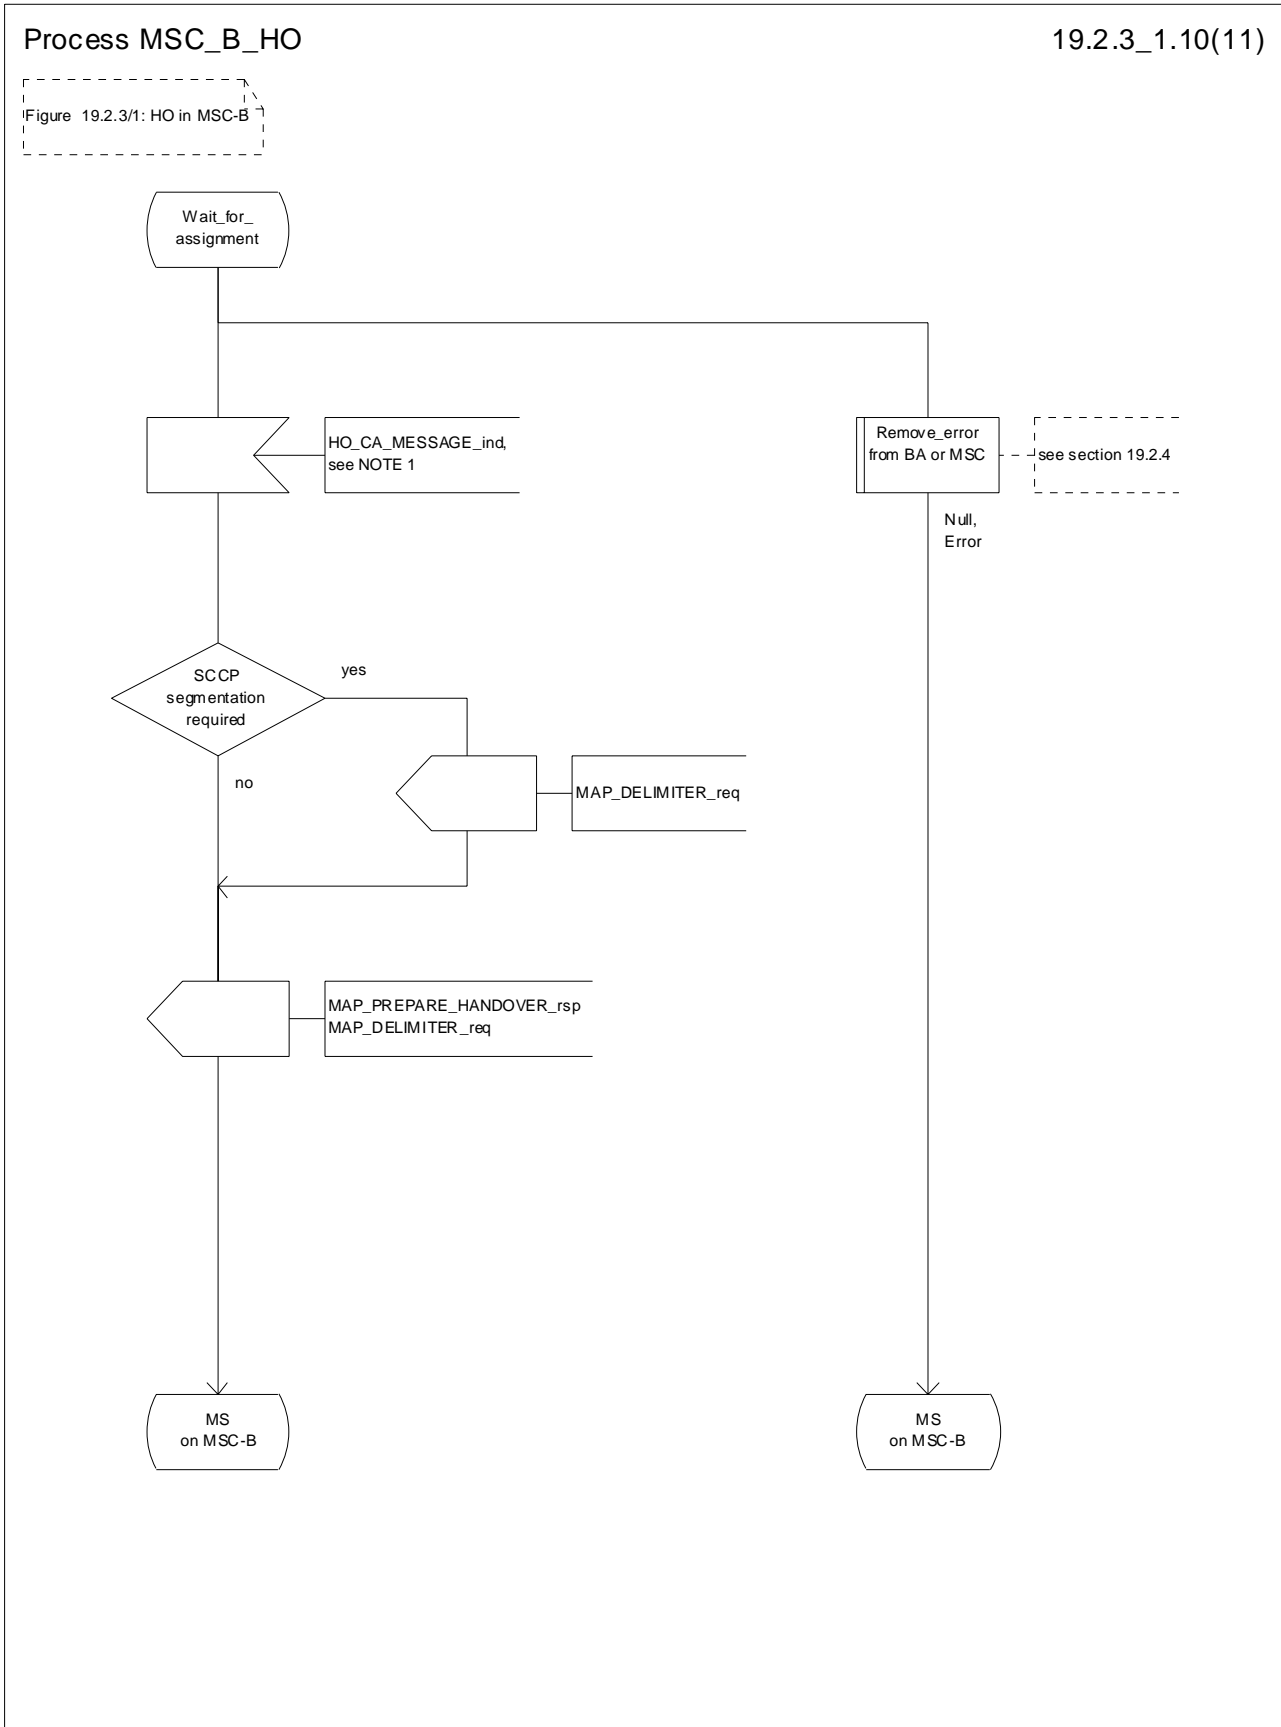 Process MSC_B_HO
19.2.3_1.10(11)
Figure 19.2.3/1: HO in MSC-B
Wait_for_
assignment
HO_CA_MESSAGE_ind,
see NOTE 1
Remove_error
from BA or MSC
see section 19.2.4
Null,
Error
SCCP
segmentation
required
yes
no
MAP_DELIMITER_req
MAP_PREPARE_HANDOVER_rsp
MAP_DELIMITER_req
MS
on MSC-B
MS
on MSC-B